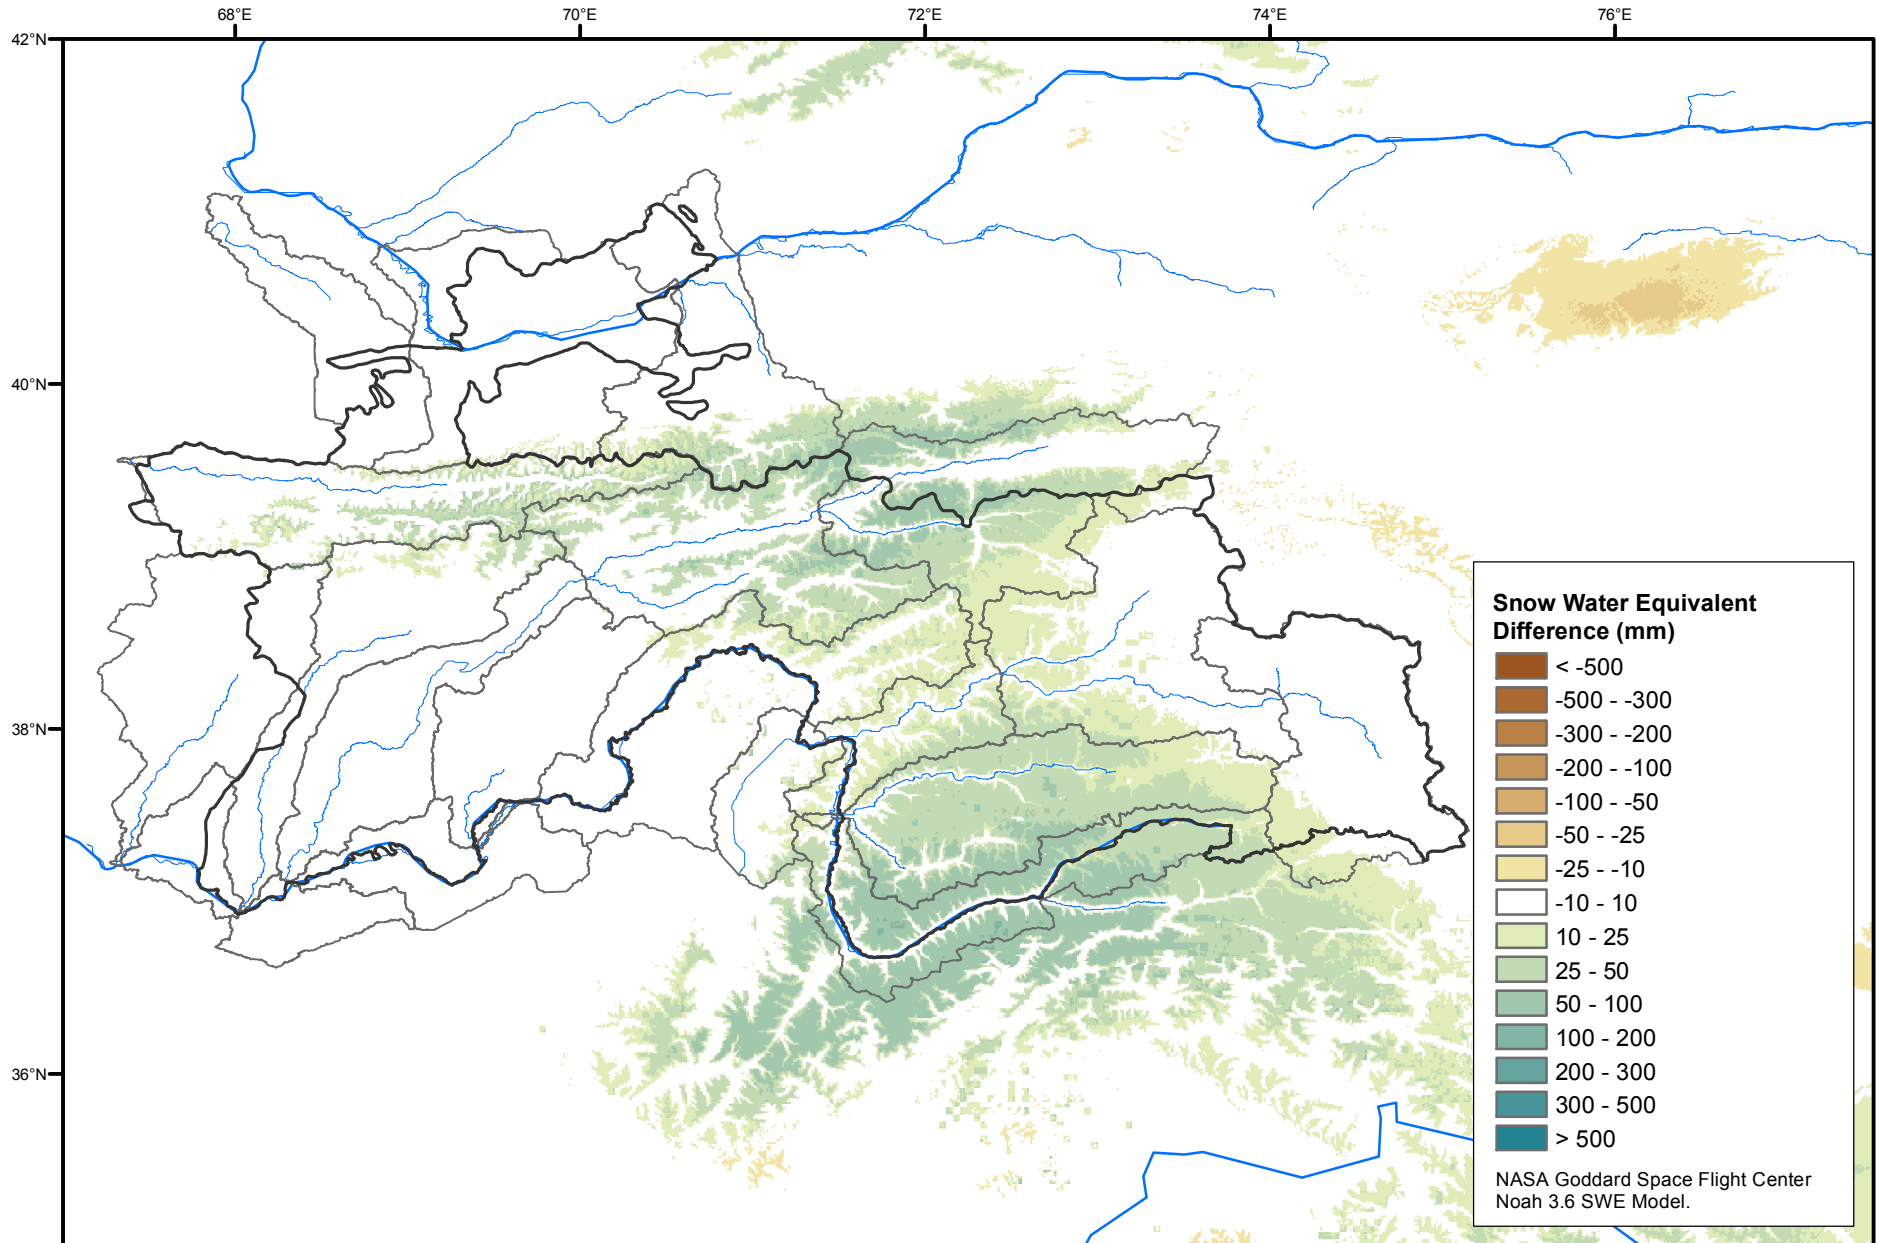 68°E 70°E 72°E 74°E 76°E
42°N
40°N
38°N
36°N
Snow Water Equivalent
Difference (mm)
< -500
-500 - -300
-300 - -200
-200 - -100
-100 - -50
-50 - -25
-25 - -10
-10 - 10
10 - 25
25 - 50
50 - 100
100 - 200
200 - 300
300 - 500
> 500
NASA Goddard Space Flight Center
Noah 3.6 SWE Model.